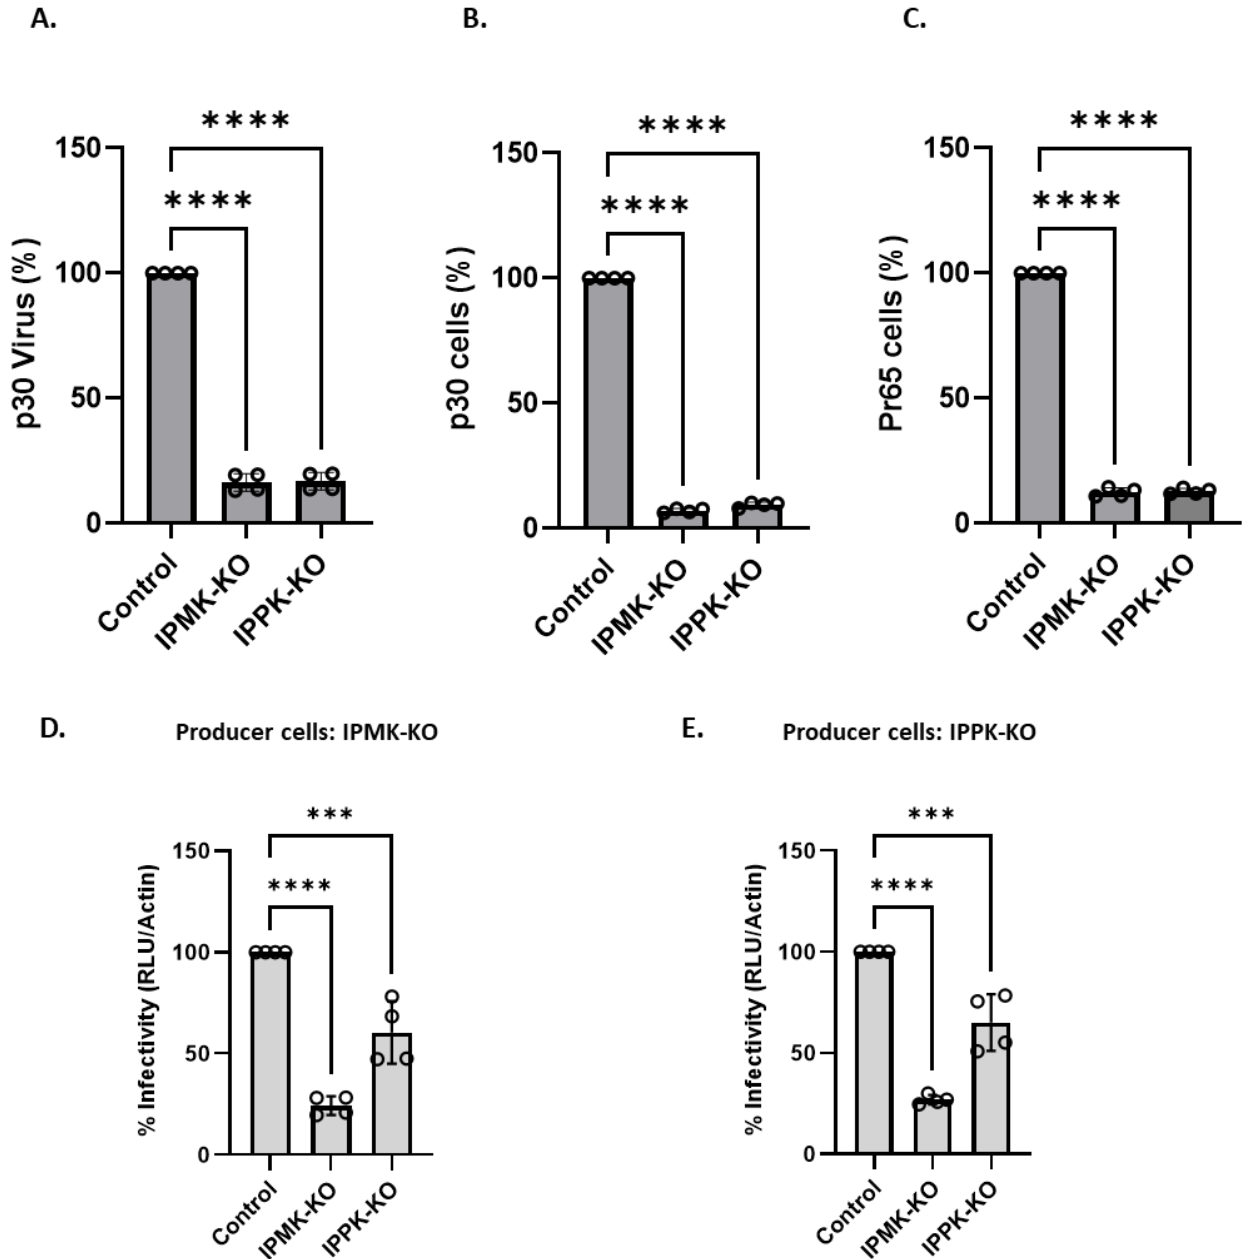 A.
B.
C.
****
****
150
100
50
0
p30 Virus (%)
Control
IPMK-KO
IPPK-KO
****
****
150
100
50
0
p30 cells (%)
Control
IPMK-KO
IPPK-KO
****
****
150
100
50
0
Pr65 cells (%)
Control
IPMK-KO
IPPK-KO
D.
Producer cells: IPMK-KO
***
****
150
100
50
0
% Infectivity (RLU/Actin)
Control
IPMK-KO
IPPK-KO
E.
Producer cells: IPPK-KO
***
****
150
100
50
0
% Infectivity (RLU/Actin)
Control
IPMK-KO
IPPK-KO